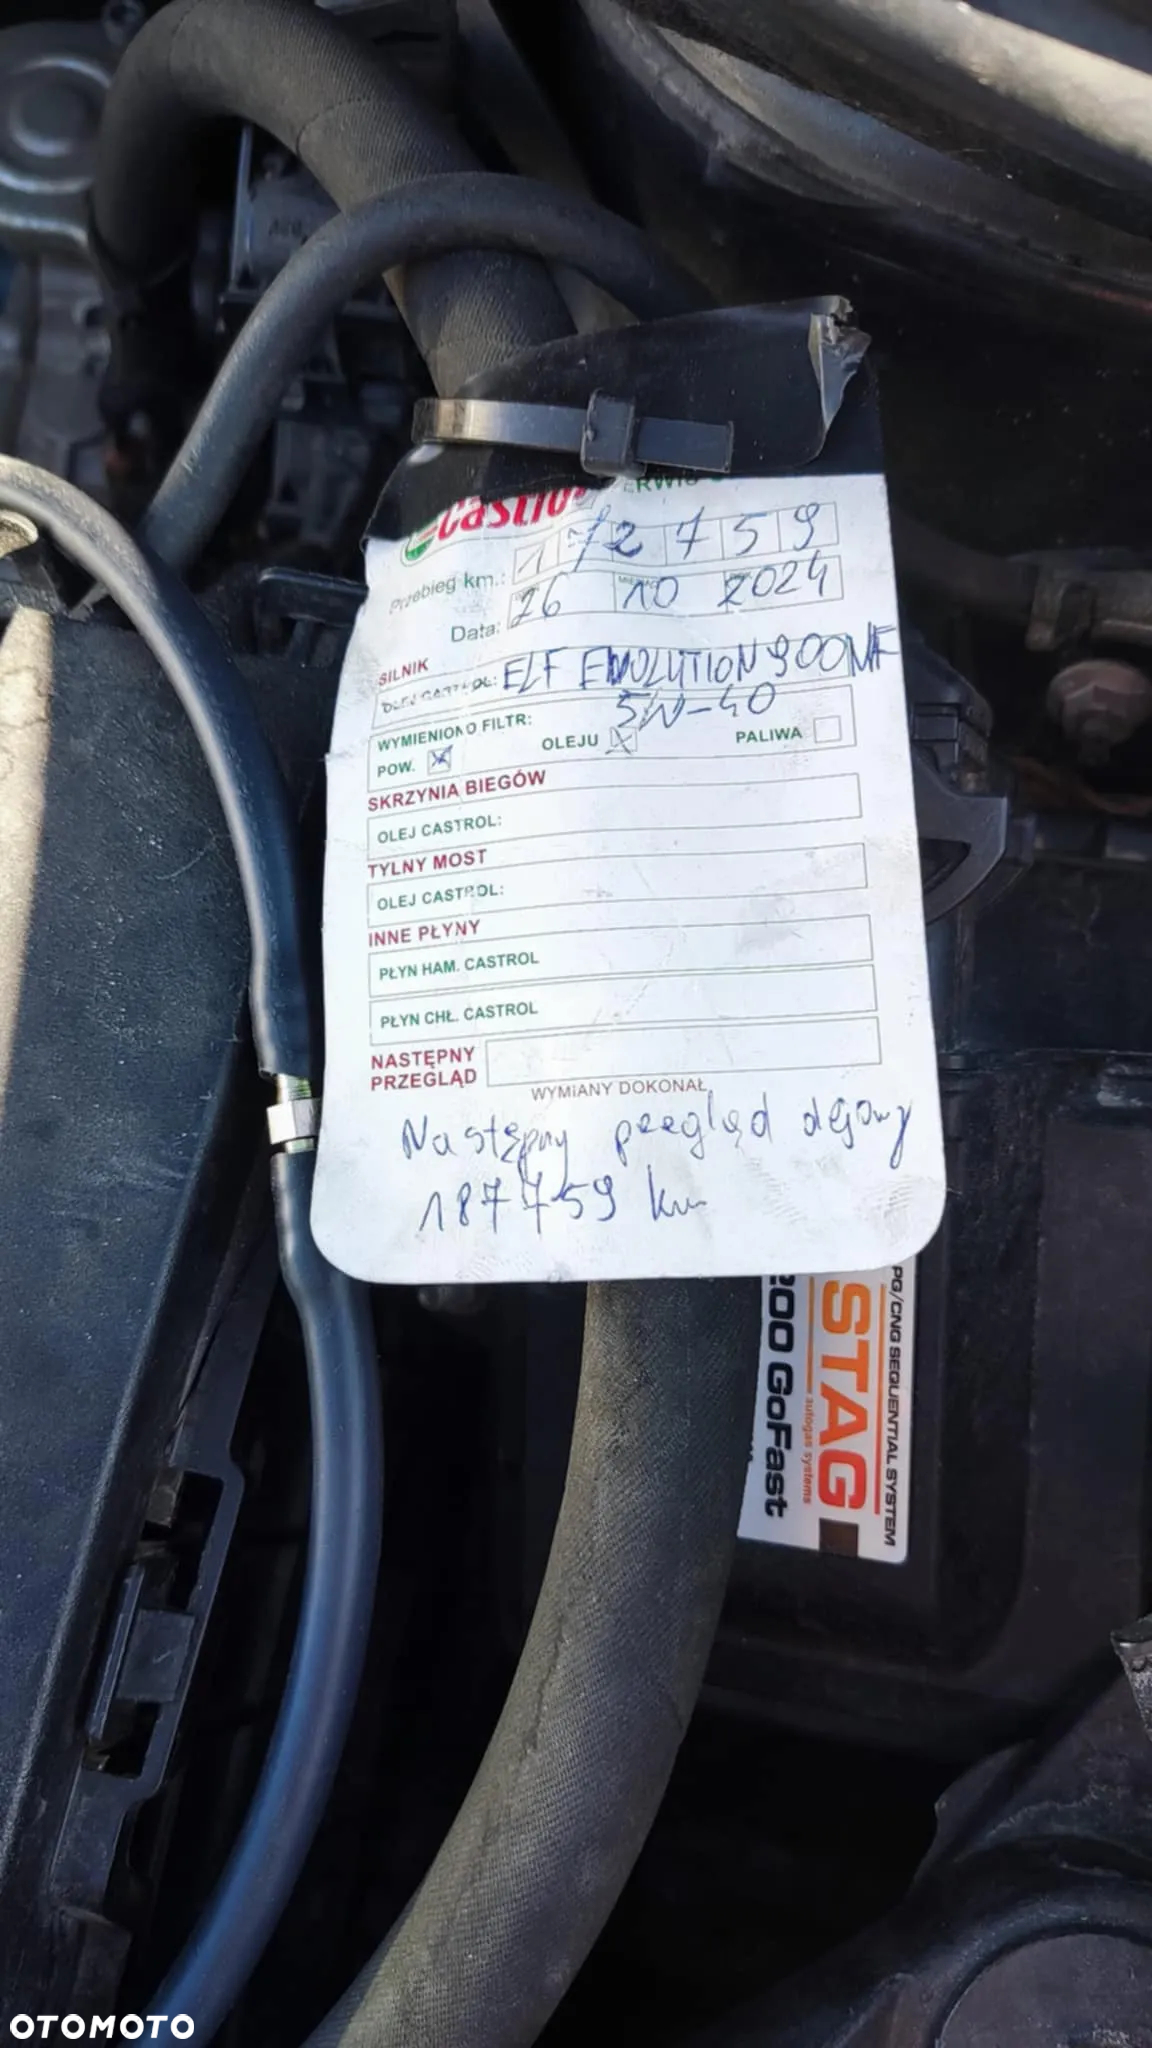 Castrol
Przebieg km.: 172759
Data: 26 10 2024
SILNIK
OLEJ CASTROL: ELF EVOLUTION 900 NF
5W-40
WYMIENIONO FILTR:
POW. OLEJU PALIWA
SKRZYNIA BIEGÓW
OLEJ CASTROL:
TYLNY MOST
OLEJ CASTROL:
INNE PŁYNY
PŁYN HAM. CASTROL
PŁYN CHŁ. CASTROL
NASTĘPNY
PRZEGLĄD
WYMIANY DOKONAŁ
Następny przegląd olejowy
187759 km
PG/CNG SEQUENTIAL SYSTEM
STAG
autogas systems
200 GoFast
OTOMOTO